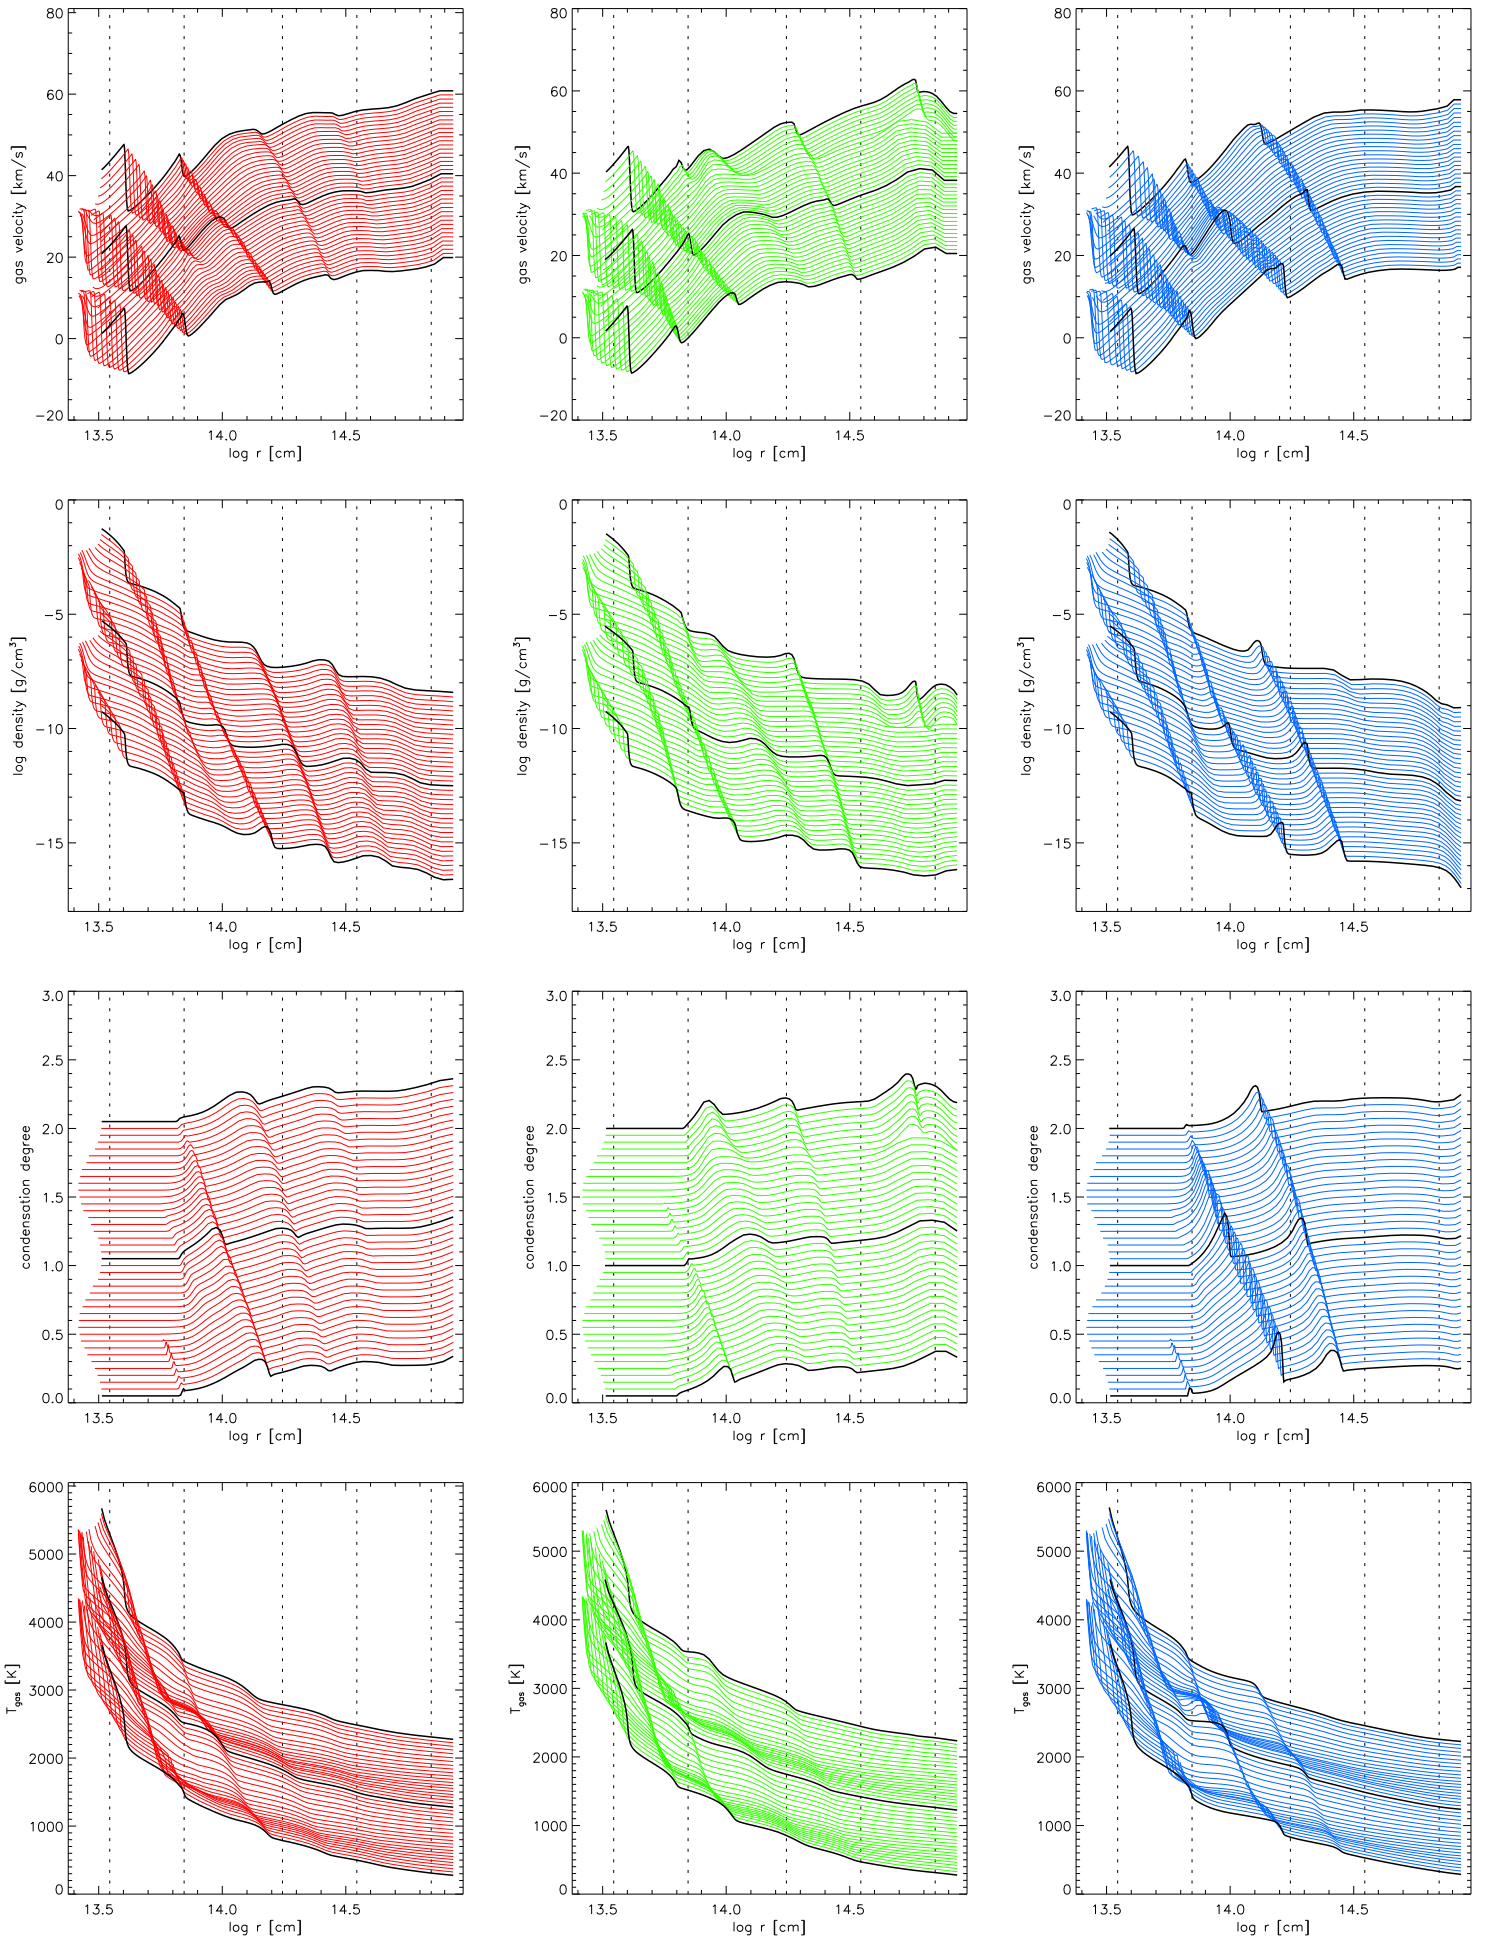 80 80 80
60 60 60
40 40 40
20 20 20
0 0 0
−20 −20 −20
gas velocity [km/s] gas velocity [km/s] gas velocity [km/s]
13.5 14.0 14.5 13.5 14.0 14.5 13.5 14.0 14.5
log r [cm] log r [cm] log r [cm]
0 0 0
−5 −5 −5
−10 −10 −10
−15 −15 −15
log density [g/cm³] log density [g/cm³] log density [g/cm³]
13.5 14.0 14.5 13.5 14.0 14.5 13.5 14.0 14.5
log r [cm] log r [cm] log r [cm]
3.0 3.0 3.0
2.5 2.5 2.5
2.0 2.0 2.0
1.5 1.5 1.5
1.0 1.0 1.0
0.5 0.5 0.5
0.0 0.0 0.0
condensation degree condensation degree condensation degree
13.5 14.0 14.5 13.5 14.0 14.5 13.5 14.0 14.5
log r [cm] log r [cm] log r [cm]
6000 6000 6000
5000 5000 5000
4000 4000 4000
3000 3000 3000
2000 2000 2000
1000 1000 1000
0 0 0
Tgas [K] Tgas [K] Tgas [K]
13.5 14.0 14.5 13.5 14.0 14.5 13.5 14.0 14.5
log r [cm] log r [cm] log r [cm]